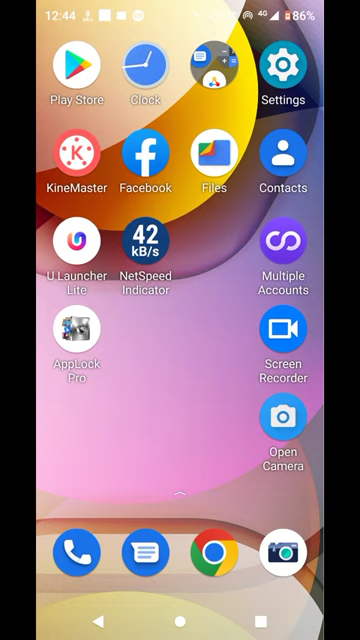 12:44
4G
86%
Play Store
Clock
Settings
K
KineMaster
Facebook
Files
Contacts
42
kB/s
U Launcher
Lite
NetSpeed
Indicator
Multiple
Accounts
AppLock
Pro
Screen
Recorder
Open
Camera